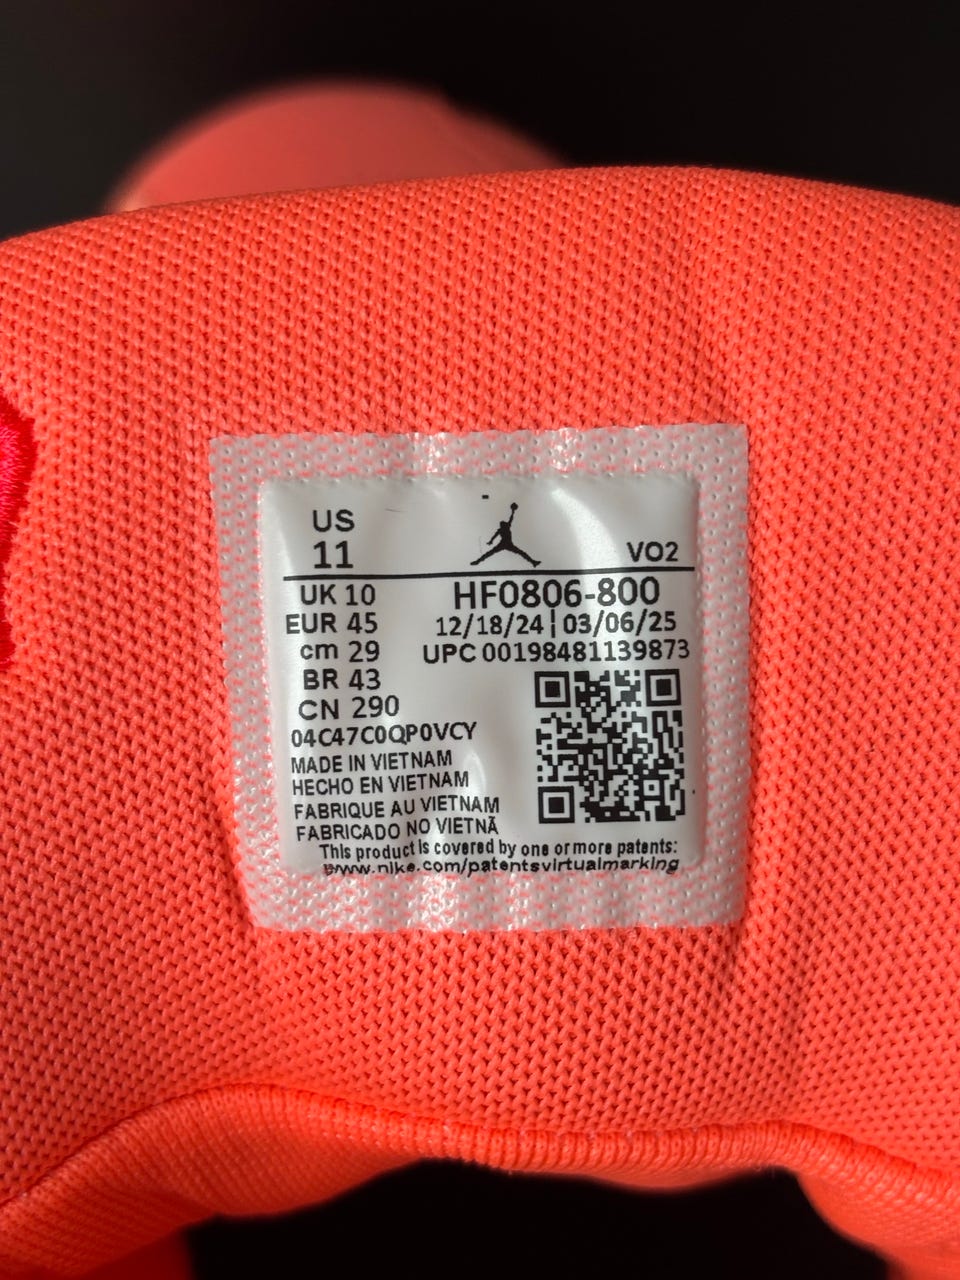 US
11
VO2
UK 10
EUR 45
cm 29
BR 43
CN 290
HF0806-800
12/18/24 | 03/06/25
UPC 00198481139873
04C47C0QP0VCY
MADE IN VIETNAM
HECHO EN VIETNAM
FABRIQUE AU VIETNAM
FABRICADO NO VIETNÃ
This product is covered by one or more patents:
www.nike.com/patentsvirtualmarking